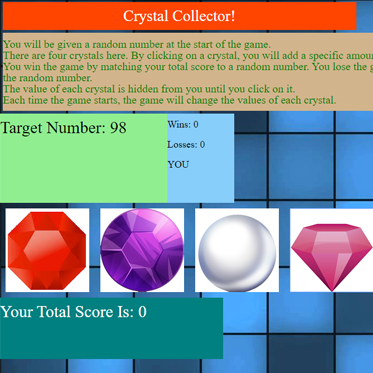 Crystal Collector!
You will be given a random number at the start of the game.
There are four crystals here. By clicking on a crystal, you will add a specific amou
You win the game by matching your total score to a random number. You lose the g
the random number.
The value of each crystal is hidden from you until you click on it.
Each time the game starts, the game will change the values of each crystal.
Target Number: 98
Wins: 0
Losses: 0
YOU
Your Total Score Is: 0